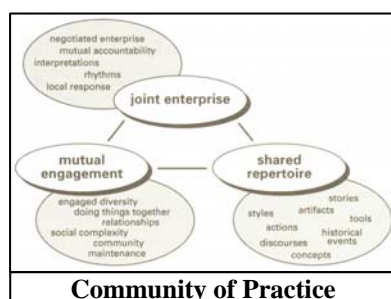 negotiated enterprise
mutual accountability
interpretations
rhythms
local response
joint enterprise
mutual
engagement
engaged diversity
doing things together
relationships
social complexity
community
maintenance
shared
repertoire
stories
styles artifacts
tools
actions historical
discourses events
concepts
Community of Practice